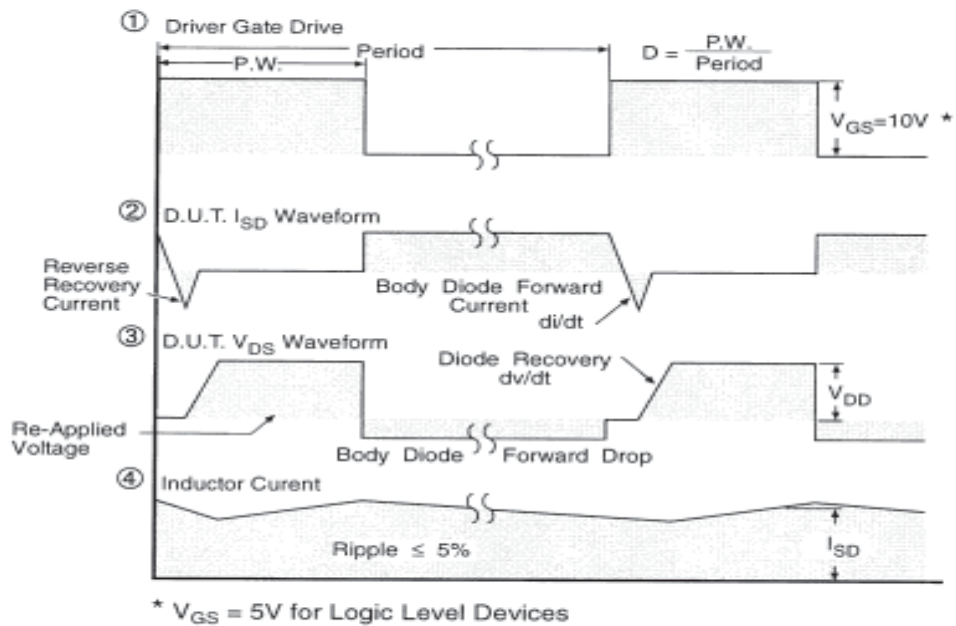 ① Driver Gate Drive
Period
P.W.
D = P.W. / Period
VGS=10V *
② D.U.T. ISD Waveform
Reverse
Recovery
Current
Body Diode Forward
Current
di/dt
③ D.U.T. VDS Waveform
Diode Recovery
dv/dt
VDD
Re-Applied
Voltage
Body Diode Forward Drop
④ Inductor Curent
Ripple ≤ 5%
ISD
* VGS = 5V for Logic Level Devices